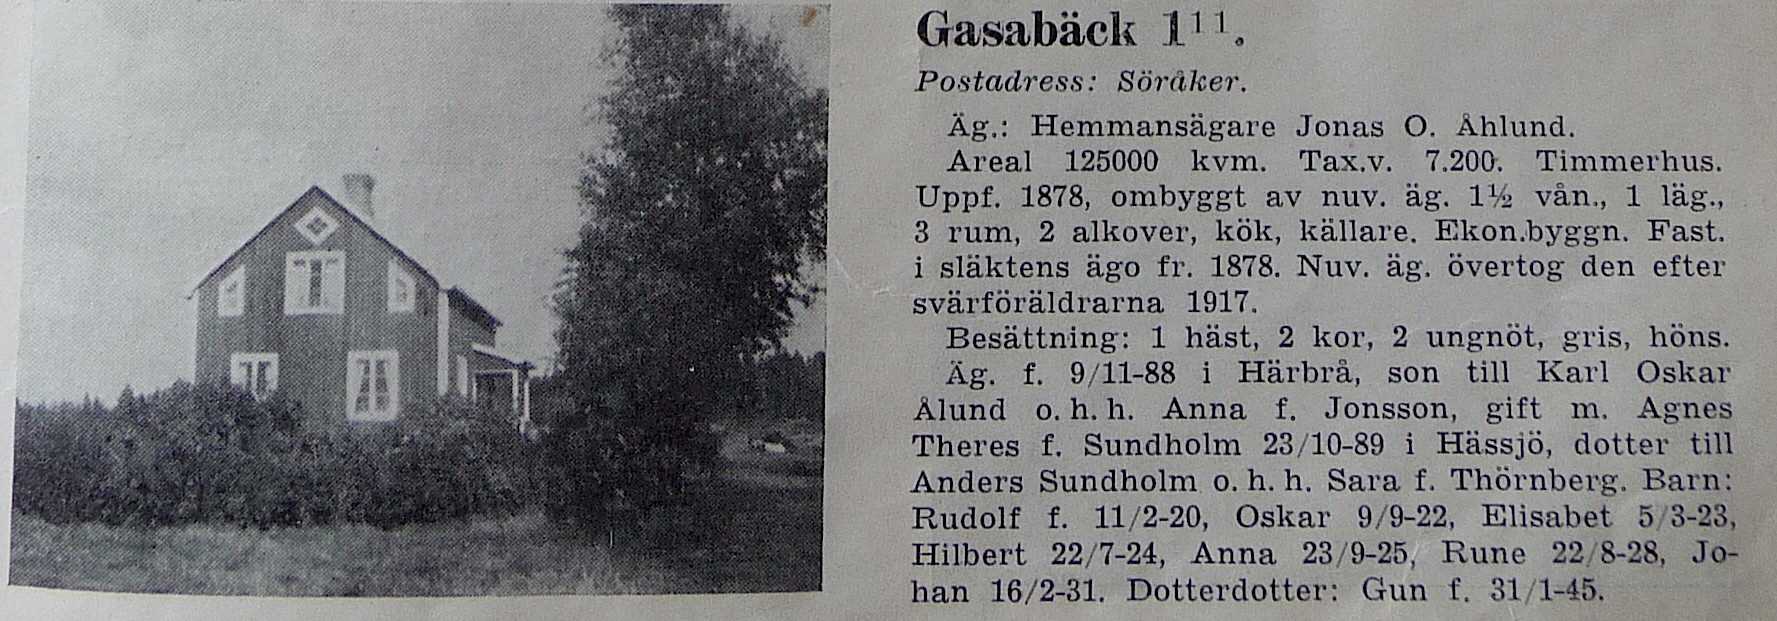 Gasabäck 1¹¹.
Postadress: Söråker.
Äg.: Hemmansägare Jonas O. Åhlund.
Areal 125000 kvm. Tax.v. 7.200. Timmerhus.
Uppf. 1878, ombyggt av nuv. äg. 1½ vån., 1 läg.,
3 rum, 2 alkover, kök, källare. Ekon.byggn. Fast.
i släktens ägo fr. 1878. Nuv. äg. övertog den efter
svärföräldrarna 1917.
Besättning: 1 häst, 2 kor, 2 ungnöt, gris, höns.
Äg. f. 9/11-88 i Härbrå, son till Karl Oskar
Ålund o. h. h. Anna f. Jonsson, gift m. Agnes
Theres f. Sundholm 23/10-89 i Hässjö, dotter till
Anders Sundholm o. h. h. Sara f. Thörnberg. Barn:
Rudolf f. 11/2-20, Oskar 9/9-22, Elisabet 5/3-23,
Hilbert 22/7-24, Anna 23/9-25, Rune 22/8-28, Jo-
han 16/2-31. Dotterdotter: Gun f. 31/1-45.